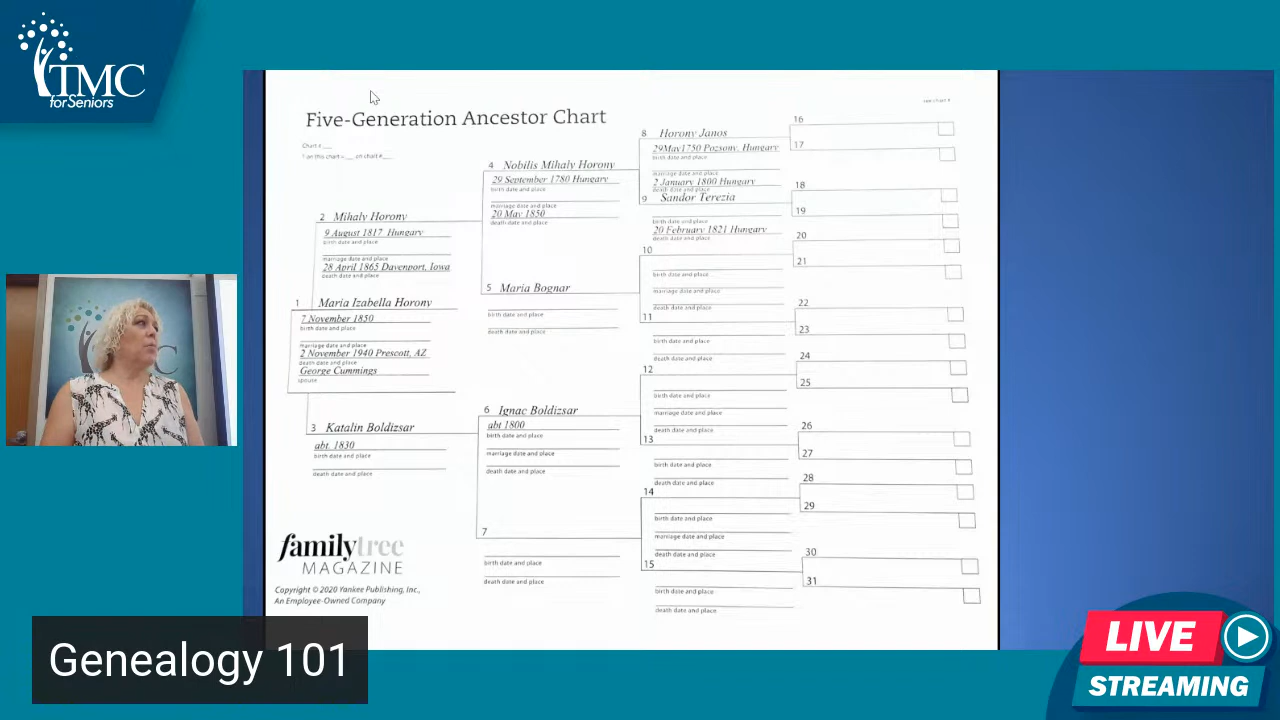 TMC
for Seniors
Five-Generation Ancestor Chart
Chart #
1 on this chart = on chart #
see chart #
1 Maria Izabella Horony
7 November 1850
birth date and place
marriage date and place
2 November 1940 Prescott, AZ
death date and place
George Cummings
spouse
2 Mihaly Horony
9 August 1817 Hungary
birth date and place
marriage date and place
28 April 1865 Davenport, Iowa
death date and place
3 Katalin Boldizsar
abt. 1830
birth date and place
death date and place
4 Nobilis Mihaly Horony
29 September 1780 Hungary
birth date and place
marriage date and place
20 May 1850
death date and place
5 Maria Bognar
birth date and place
death date and place
6 Ignac Boldizsar
abt 1800
birth date and place
marriage date and place
death date and place
7
birth date and place
death date and place
8 Horony Janos
29May1750 Pozsony, Hungary
birth date and place
marriage date and place
2 January 1800 Hungary
death date and place
9 Sandor Terezia
birth date and place
20 February 1821 Hungary
death date and place
10
birth date and place
marriage date and place
death date and place
11
birth date and place
death date and place
12
birth date and place
marriage date and place
death date and place
13
birth date and place
death date and place
14
birth date and place
marriage date and place
death date and place
15
birth date and place
death date and place
16
17
18
19
20
21
22
23
24
25
26
27
28
29
30
31
familytree
MAGAZINE
Copyright © 2020 Yankee Publishing, Inc.,
An Employee-Owned Company
Genealogy 101
LIVE
STREAMING